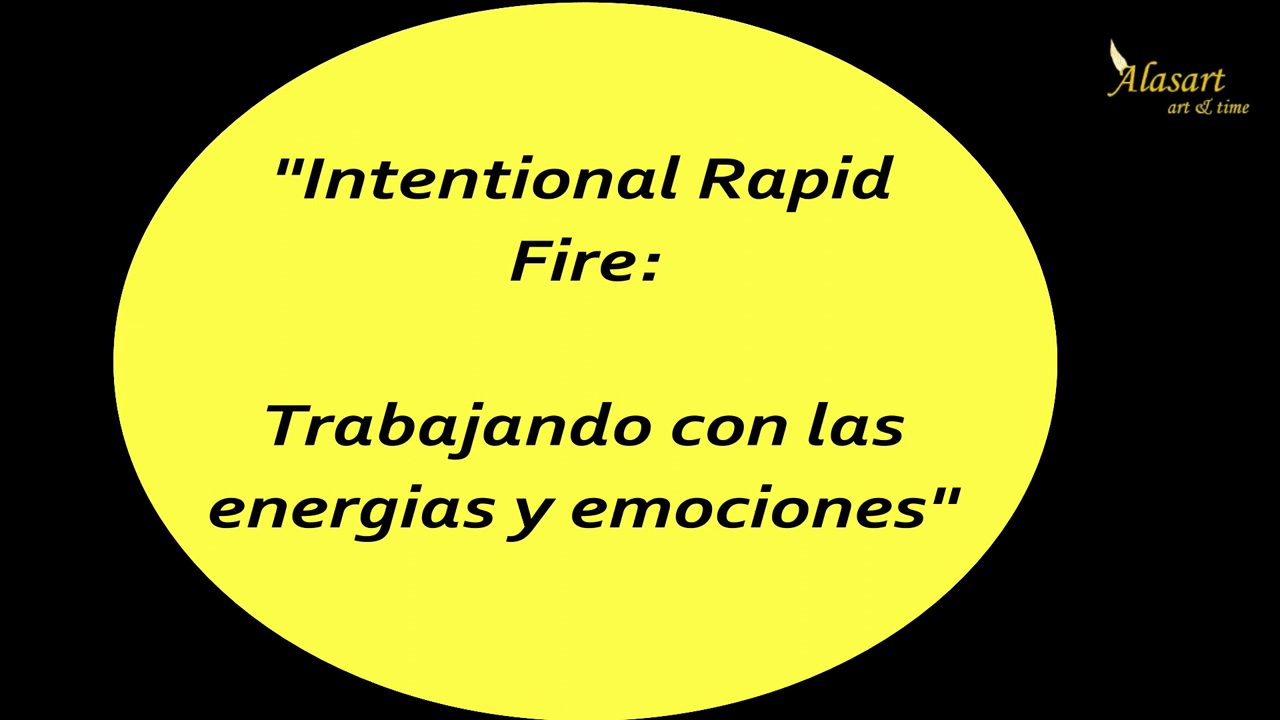 "Intentional Rapid
Fire:
Trabajando con las
energias y emociones"
Alasart
art & time